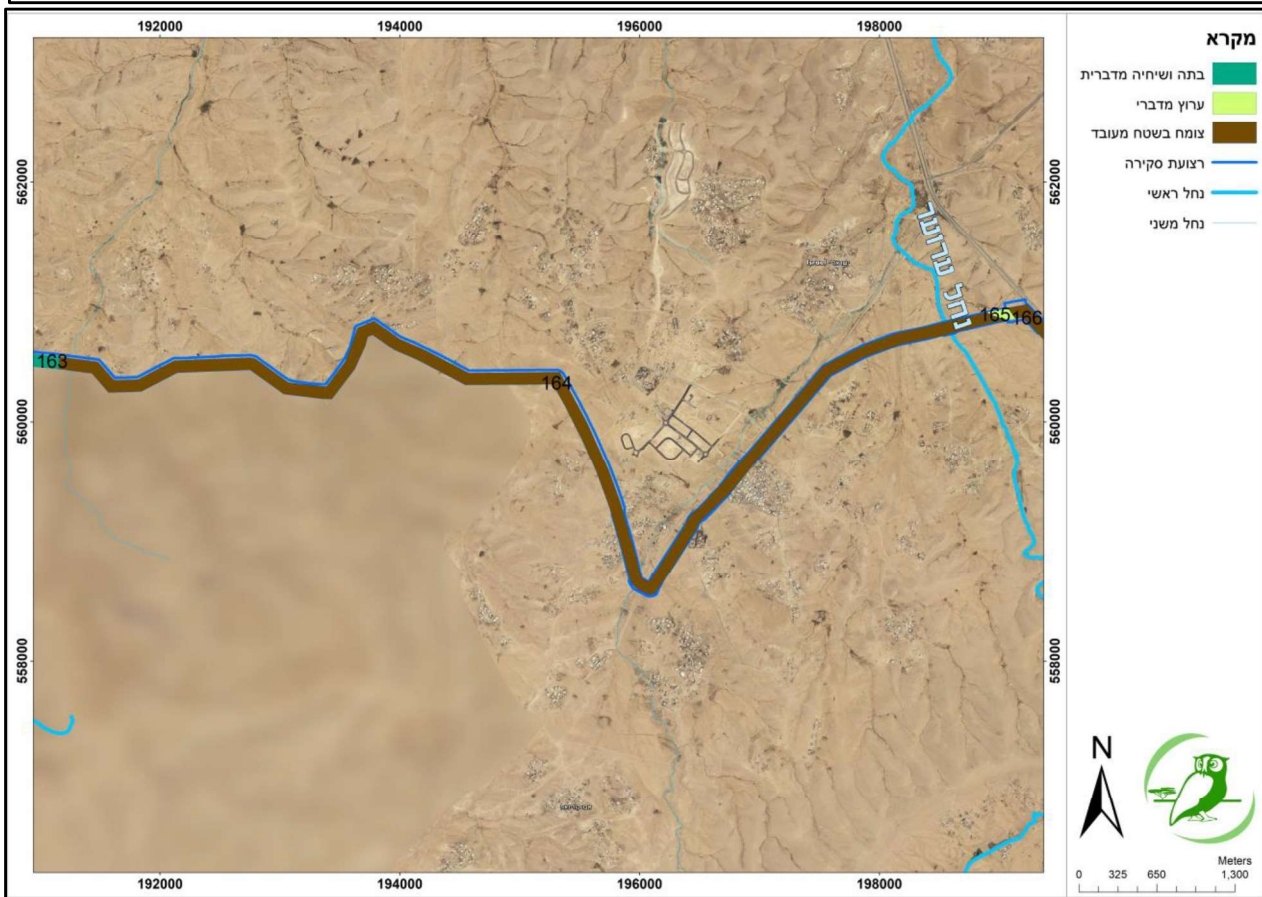 192000 194000 196000 198000
מקרא
בתה ושיחיה מדברית
ערוץ מדברי
צומח בשטח מעובד
רצועת סקירה
נחל ראשי
נחל משני
562000 562000
נחל ערוער
163
164
165
166
560000 560000
558000 558000
N
Meters
0 325 650 1,300
192000 194000 196000 198000